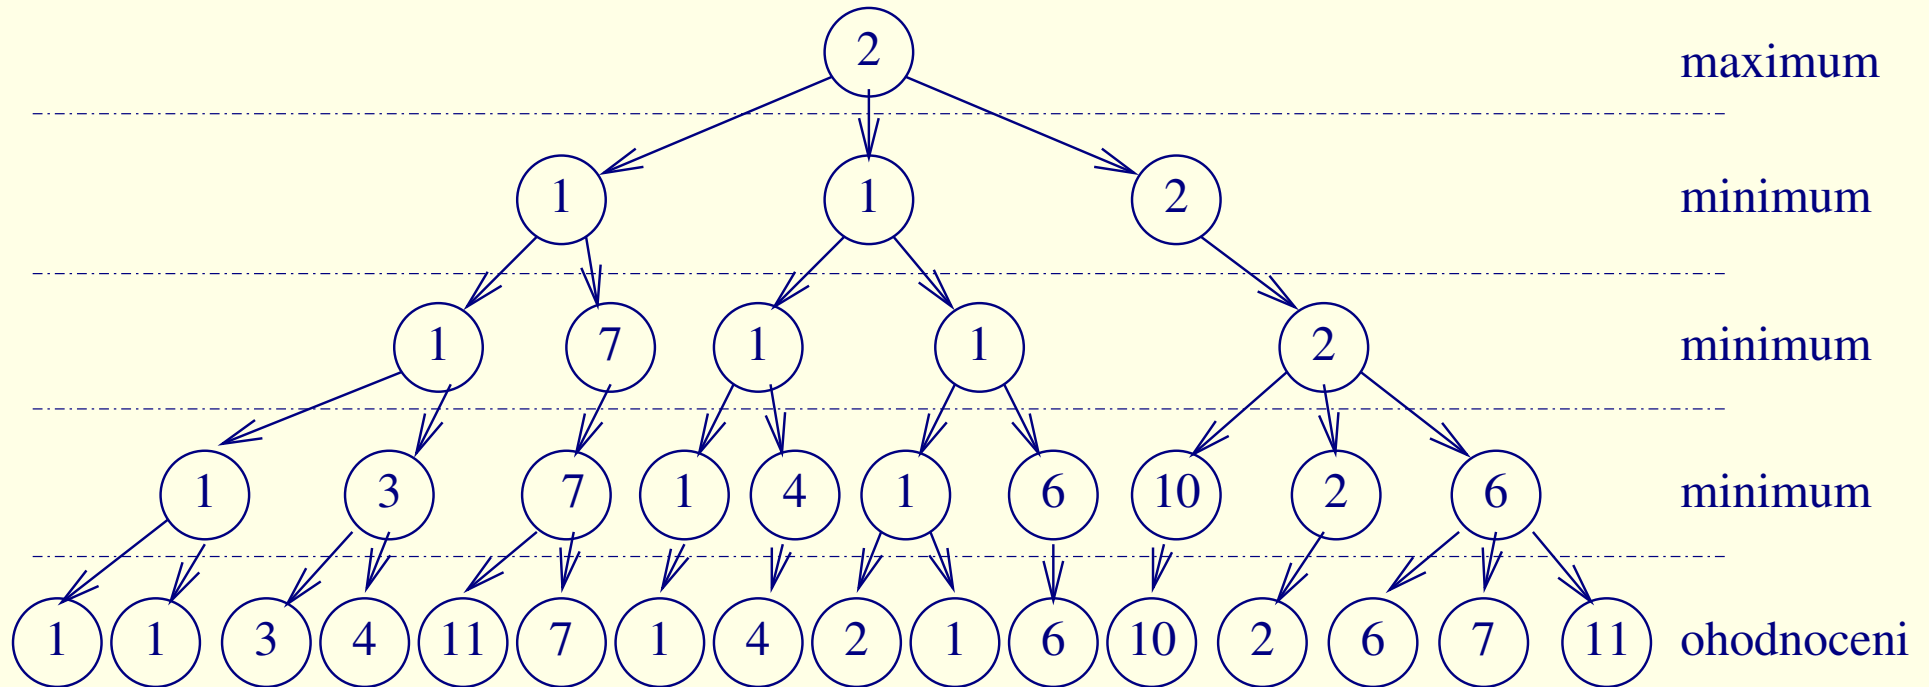 2 maximum
1 1 2 minimum
1 7 1 1 2 minimum
1 3 7 1 4 1 6 10 2 6 minimum
1 1 3 4 11 7 1 4 2 1 6 10 2 6 7 11 ohodnoceni